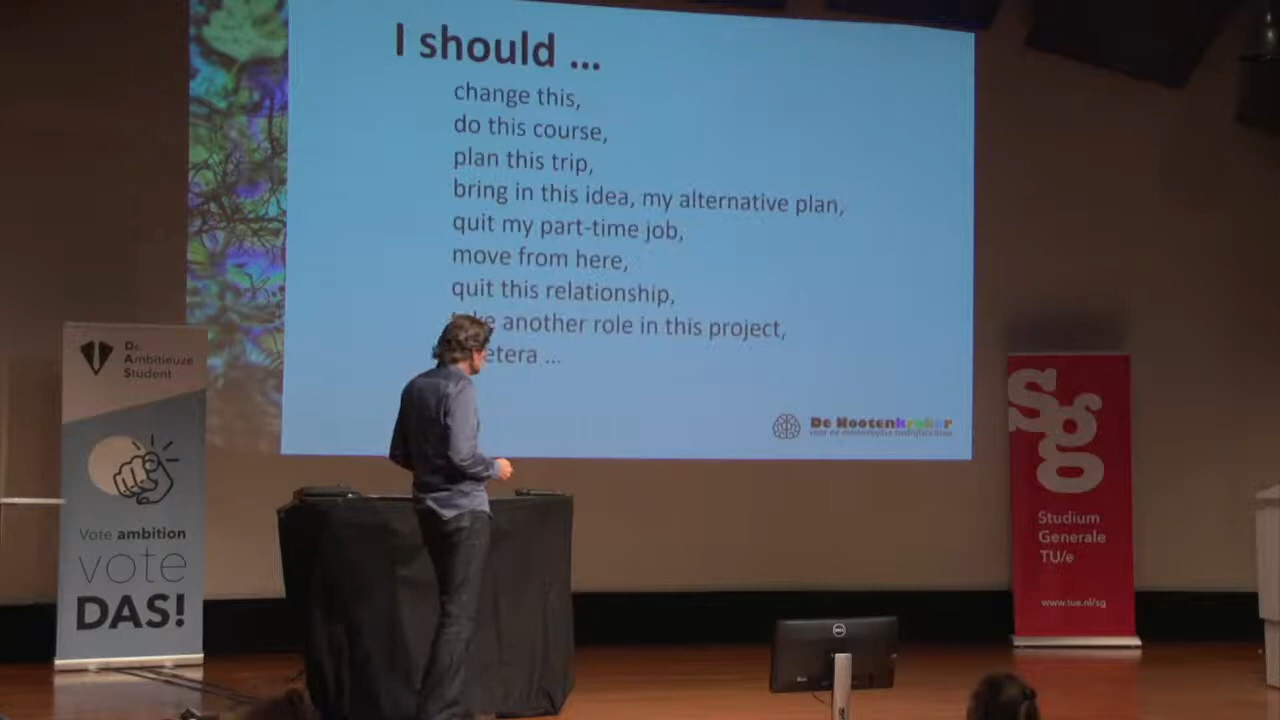 I should ...
change this,
do this course,
plan this trip,
bring in this idea, my alternative plan,
quit my part-time job,
move from here,
quit this relationship,
another role in this project,
etera ...
De Nootenkraker
De
Ambitieuze
Student
Vote ambition
vote
DAS!
sg
Studium
Generale
TU/e
www.tue.nl/sg
DELL